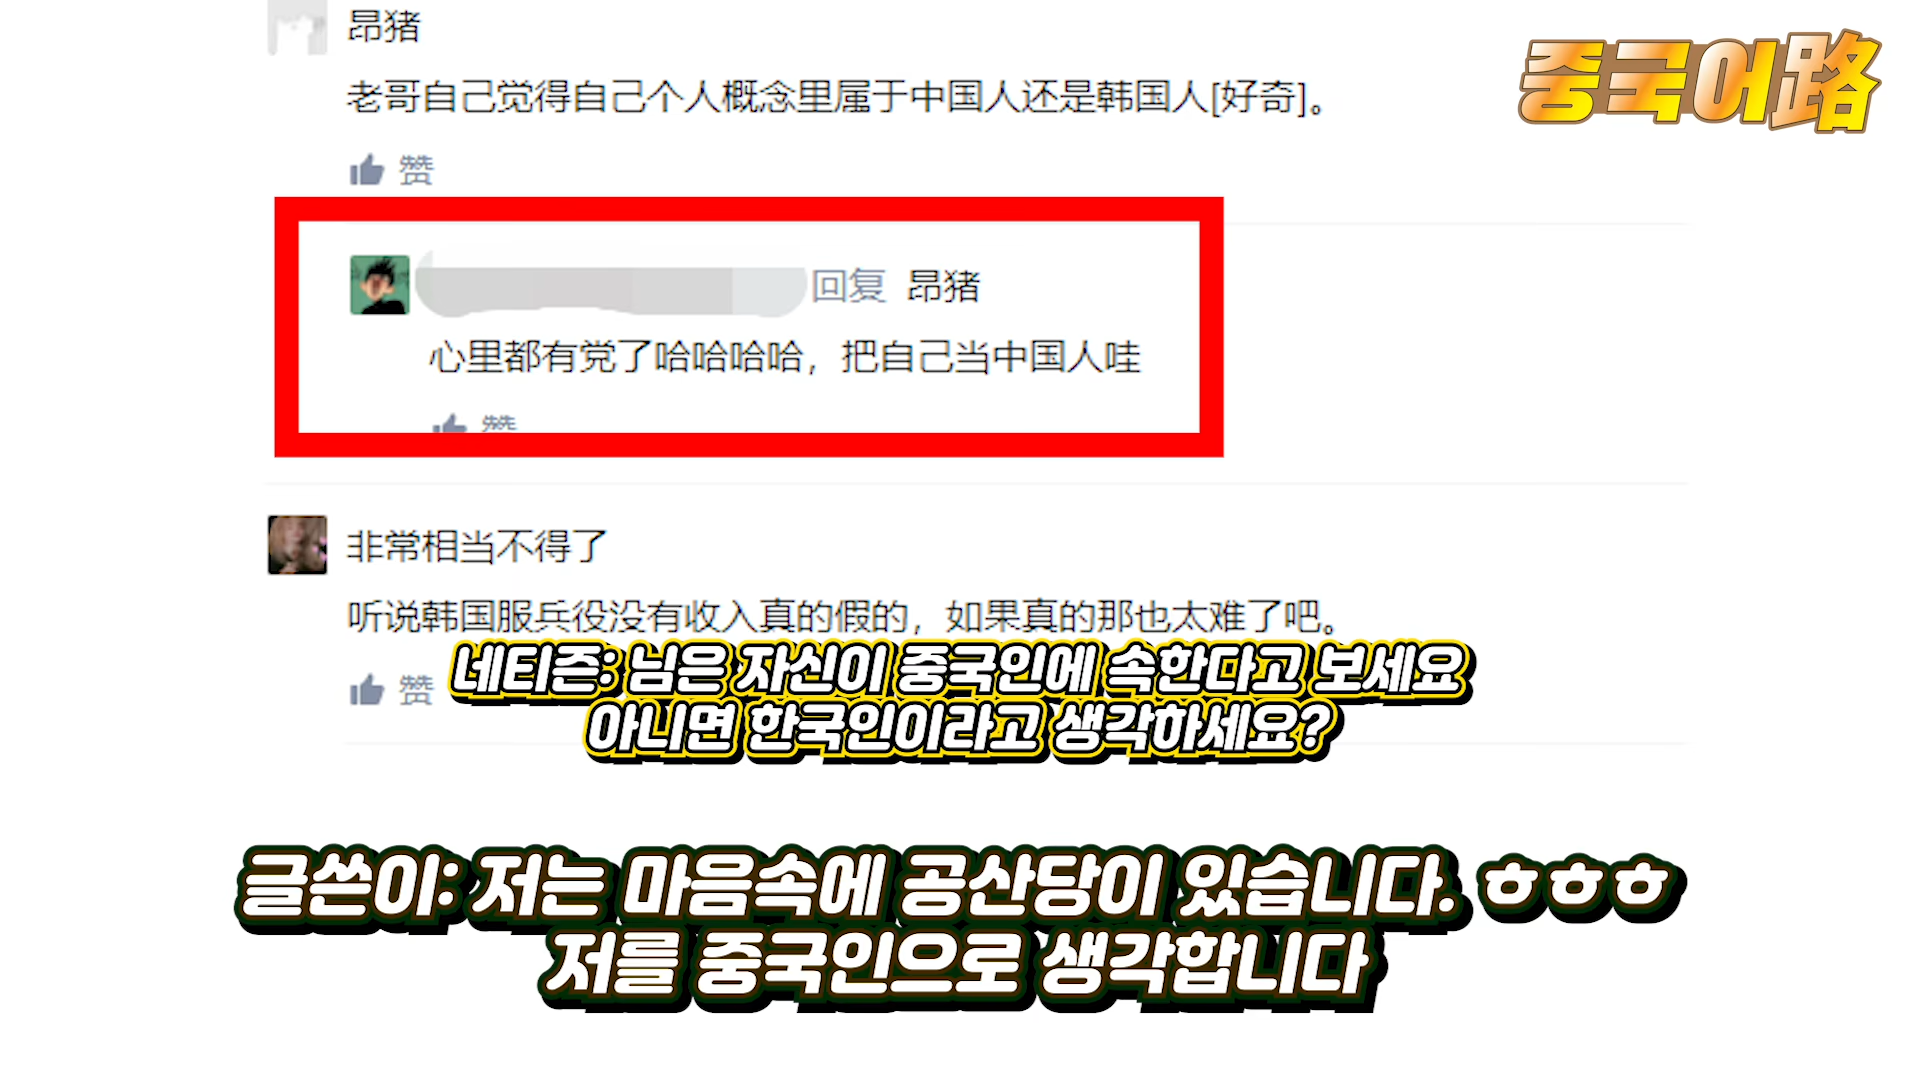 昂猪
중국어路
老哥自己觉得自己个人概念里属于中国人还是韩国人[好奇]。
赞
回复 昂猪
心里都有党了哈哈哈哈，把自己当中国人哇
赞
非常相当不得了
听说韩国服兵役没有收入真的假的，如果真的那也太难了吧。
赞
네티즌: 님은 자신이 중국인에 속한다고 보세요
아니면 한국인이라고 생각하세요?
글쓴이: 저는 마음속에 공산당이 있습니다. ㅎㅎㅎ
저를 중국인으로 생각합니다